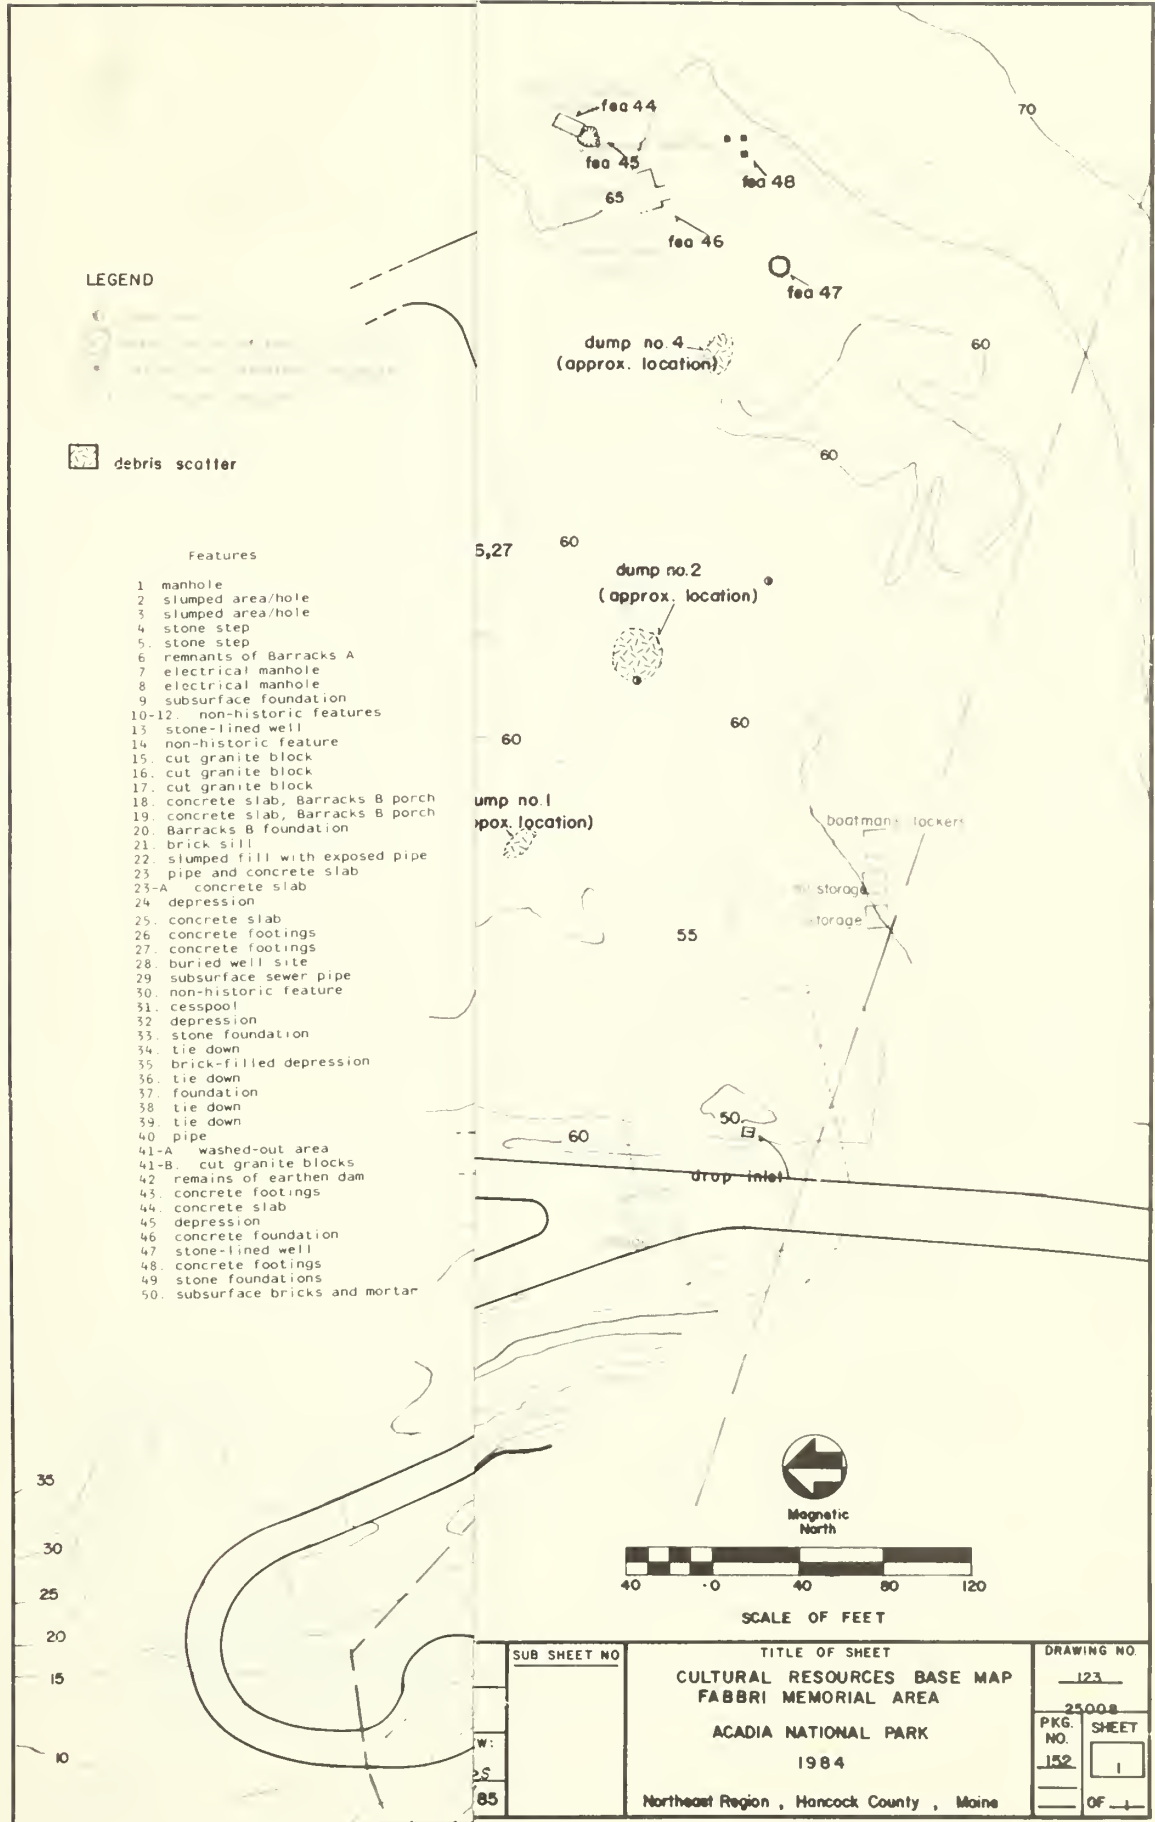 fea 44
fea 45
fea 48
70
65
fea 46
fea 47
LEGEND
dump no. 4
(approx. location)
60
60
debris scatter
5,27
60
dump no. 2
(approx. location)
60
60
ump no. 1
pox. location)
boatman's lockers
storage
torage
55
50
60
drop inlet
Features
1 manhole
2 slumped area/hole
3 slumped area/hole
4 stone step
5. stone step
6 remnants of Barracks A
7 electrical manhole
8 electrical manhole
9 subsurface foundation
10-12. non-historic features
13 stone-lined well
14 non-historic feature
15. cut granite block
16. cut granite block
17. cut granite block
18. concrete slab, Barracks B porch
19. concrete slab, Barracks B porch
20. Barracks B foundation
21. brick sill
22. slumped fill with exposed pipe
23 pipe and concrete slab
23-A concrete slab
24 depression
25. concrete slab
26 concrete footings
27. concrete footings
28. buried well site
29 subsurface sewer pipe
30. non-historic feature
31. cesspool
32 depression
33. stone foundation
34. tie down
35 brick-filled depression
36. tie down
37. foundation
38 tie down
39. tie down
40 pipe
41-A washed-out area
41-B. cut granite blocks
42 remains of earthen dam
43. concrete footings
44. concrete slab
45 depression
46 concrete foundation
47 stone-lined well
48. concrete footings
49 stone foundations
50. subsurface bricks and mortar
35
30
25
20
15
10
Magnetic
North
40 0 40 80 120
SCALE OF FEET
W:
S
85
SUB SHEET NO
TITLE OF SHEET
CULTURAL RESOURCES BASE MAP
FABBRI MEMORIAL AREA
ACADIA NATIONAL PARK
1984
Northeast Region , Hancock County , Maine
DRAWING NO.
123
25008
PKG.
NO.
152
SHEET
1
OF 1